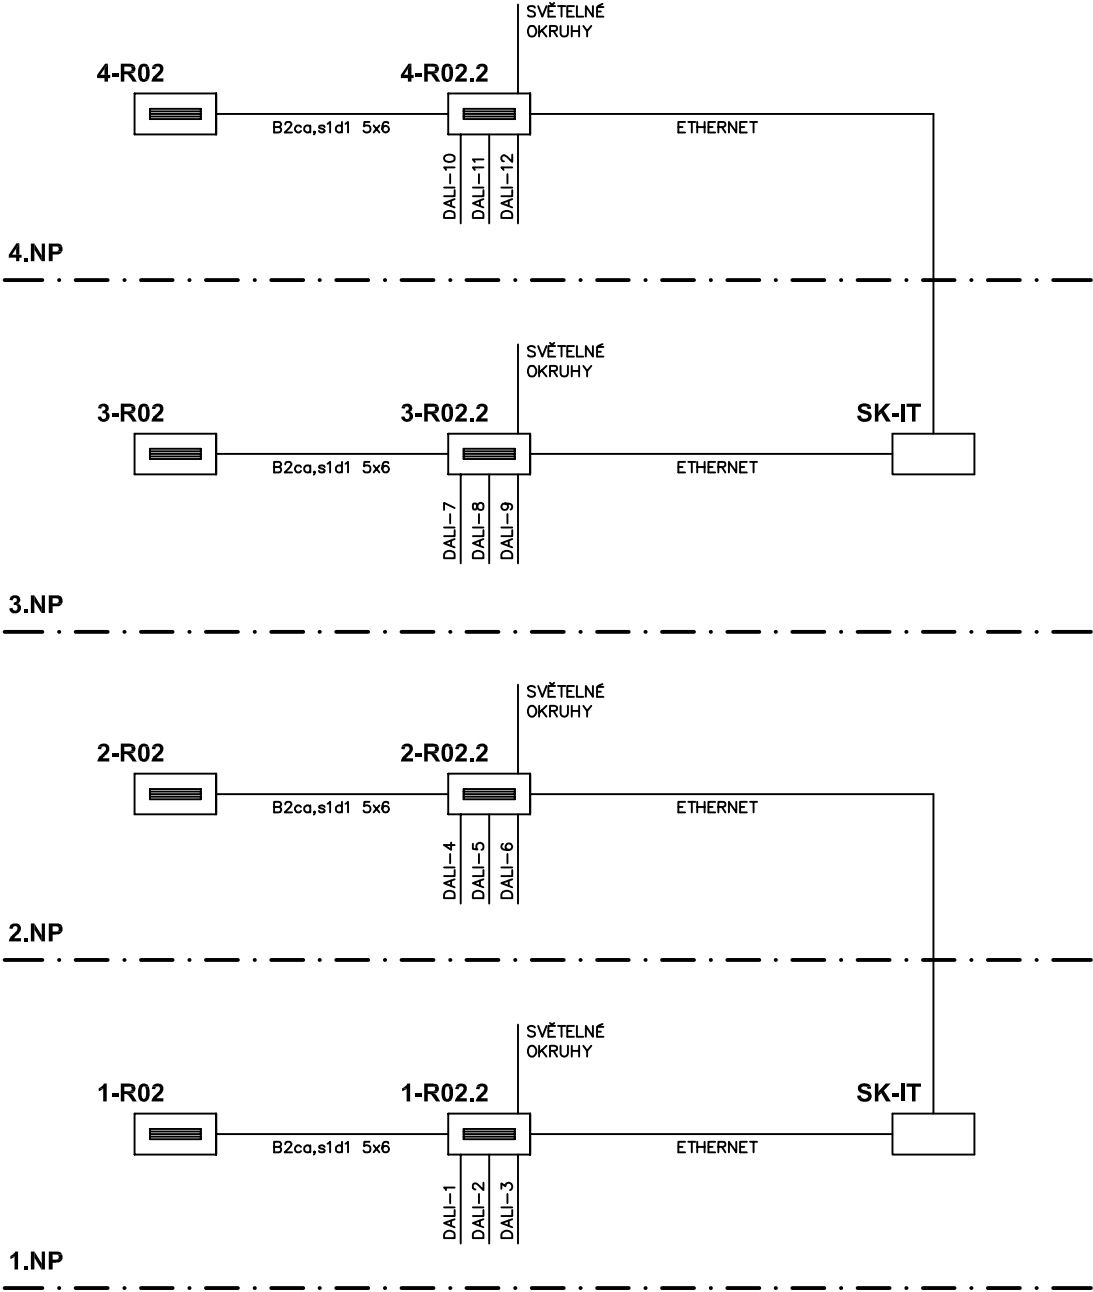 SVĚTELNÉ
OKRUHY
4-R02
4-R02.2
B2ca,s1d1 5x6
ETHERNET
DALI-10
DALI-11
DALI-12
4.NP
SVĚTELNÉ
OKRUHY
3-R02
3-R02.2
SK-IT
B2ca,s1d1 5x6
ETHERNET
DALI-7
DALI-8
DALI-9
3.NP
SVĚTELNÉ
OKRUHY
2-R02
2-R02.2
B2ca,s1d1 5x6
ETHERNET
DALI-4
DALI-5
DALI-6
2.NP
SVĚTELNÉ
OKRUHY
1-R02
1-R02.2
SK-IT
B2ca,s1d1 5x6
ETHERNET
DALI-1
DALI-2
DALI-3
1.NP